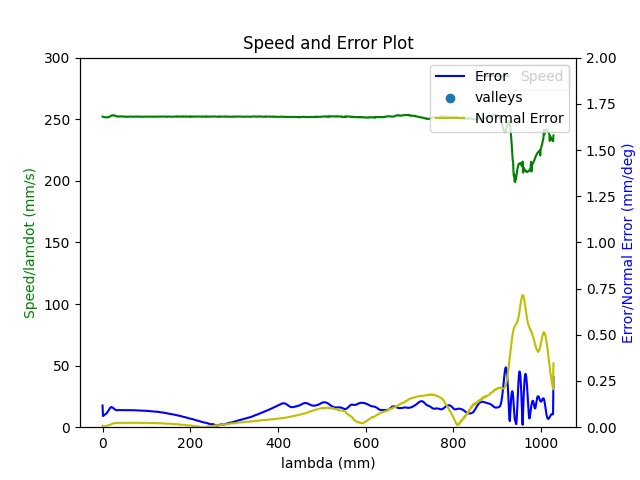 Speed and Error Plot
300
250
200
150
100
50
0
2.00
1.75
1.50
1.25
1.00
0.75
0.50
0.25
0.00
0
200
400
600
800
1000
lambda (mm)
Speed/lamdot (mm/s)
Error/Normal Error (mm/deg)
Speed
Error
valleys
Normal Error